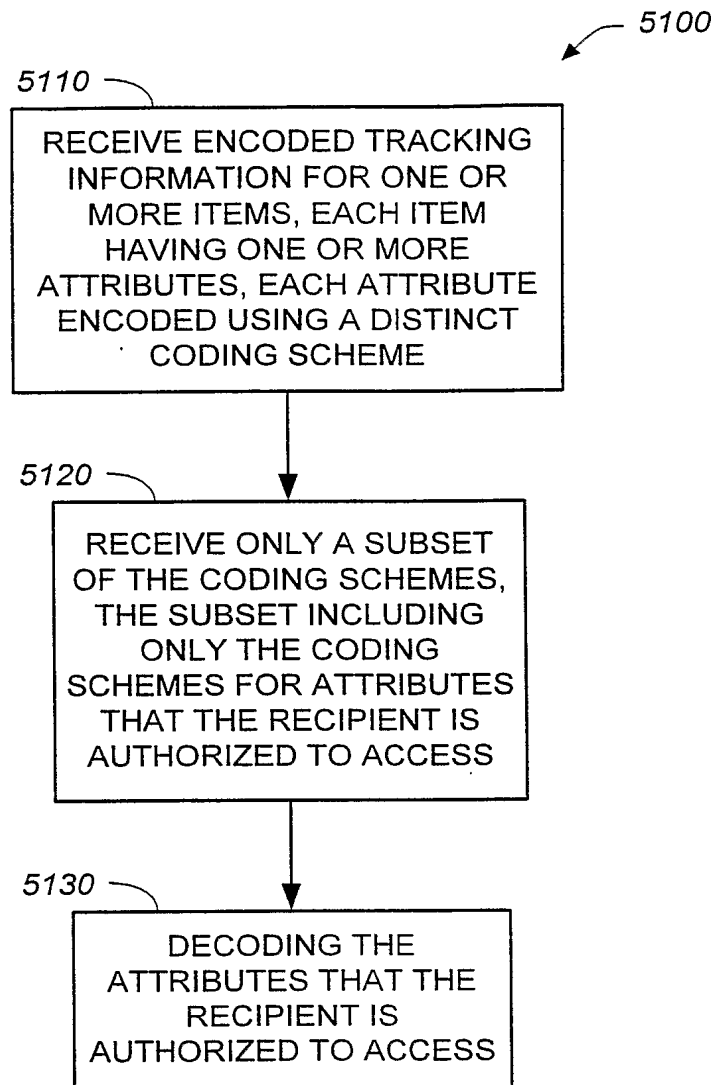 5100
5110
RECEIVE ENCODED TRACKING
INFORMATION FOR ONE OR
MORE ITEMS, EACH ITEM
HAVING ONE OR MORE
ATTRIBUTES, EACH ATTRIBUTE
ENCODED USING A DISTINCT
CODING SCHEME
5120
RECEIVE ONLY A SUBSET
OF THE CODING SCHEMES,
THE SUBSET INCLUDING
ONLY THE CODING
SCHEMES FOR ATTRIBUTES
THAT THE RECIPIENT IS
AUTHORIZED TO ACCESS
5130
DECODING THE
ATTRIBUTES THAT THE
RECIPIENT IS
AUTHORIZED TO ACCESS